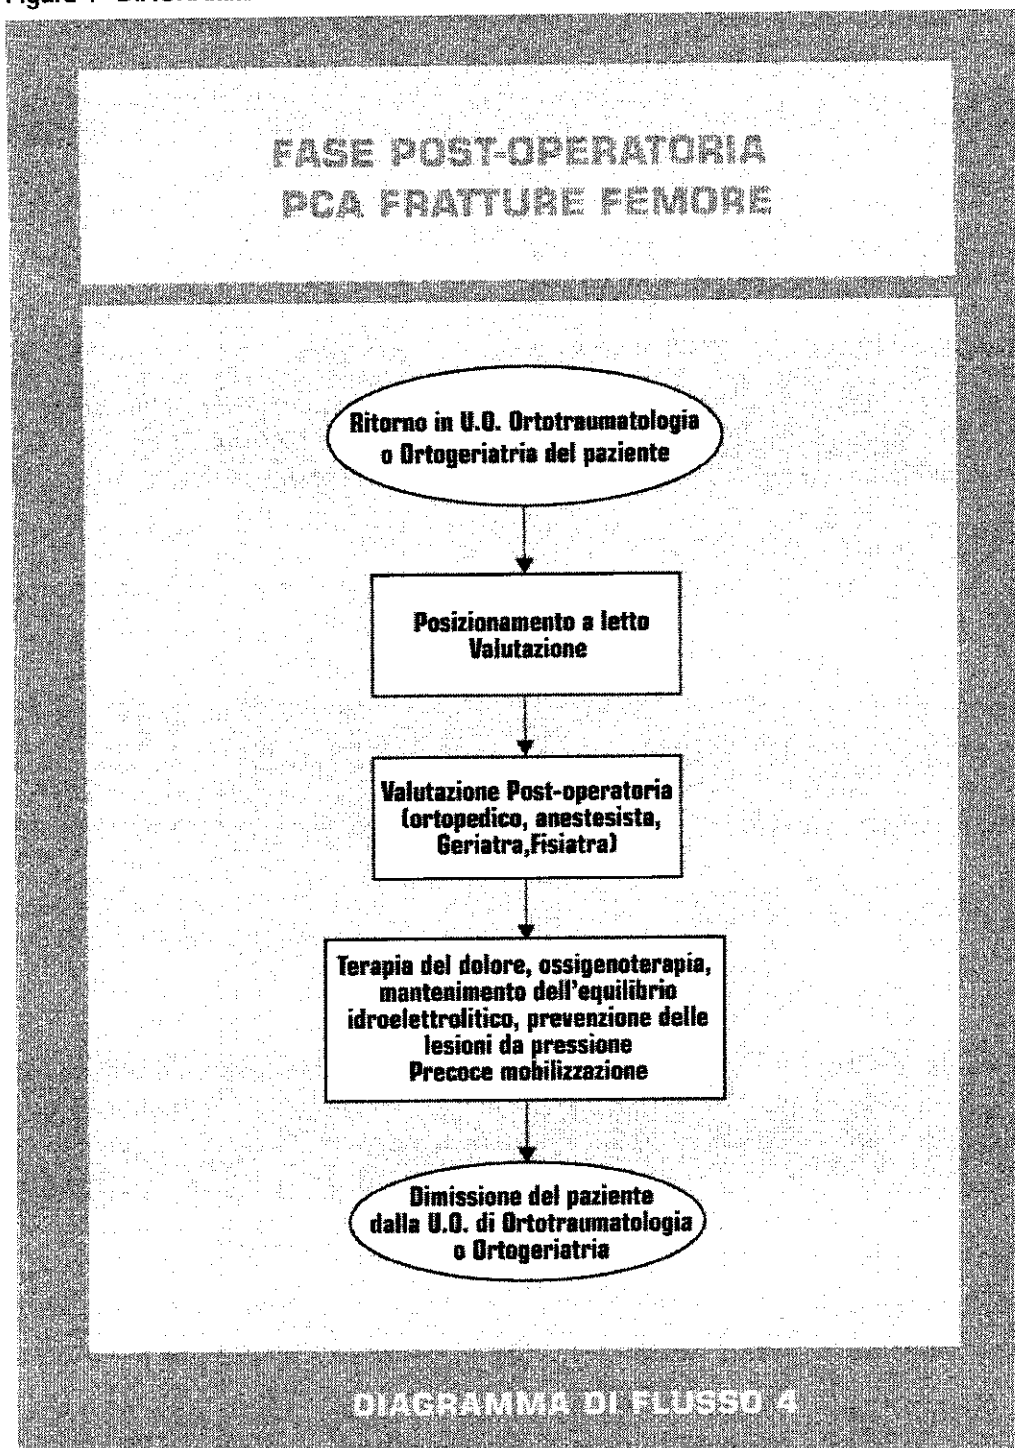 FASE POST-OPERATORIA
PCA FRATTURE FEMORE
Ritorno in U.O. Ortotraumatologia
o Ortogeriatria del paziente
Posizionamento a letto
Valutazione
Valutazione Post-operatoria
(ortopedico, anestesista,
Geriatra,Fisiatra)
Terapia del dolore, ossigenoterapia,
mantenimento dell'equilibrio
idroelettrolitico, prevenzione delle
lesioni da pressione
Precoce mobilizzazione
Dimissione del paziente
dalla U.O. di Ortotraumatologia
o Ortogeriatria
DIAGRAMMA DI FLUSSO 4